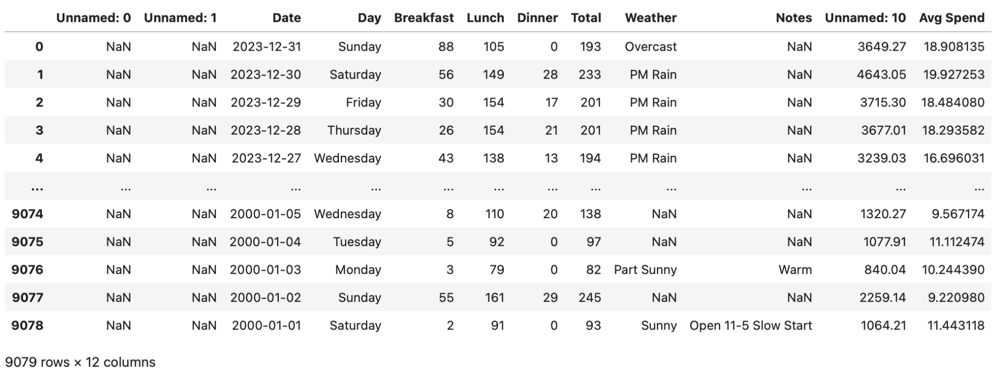 Unnamed: 0 Unnamed: 1 Date Day Breakfast Lunch Dinner Total Weather Notes Unnamed: 10 Avg Spend
0 NaN NaN 2023-12-31 Sunday 88 105 0 193 Overcast NaN 3649.27 18.908135
1 NaN NaN 2023-12-30 Saturday 56 149 28 233 PM Rain NaN 4643.05 19.927253
2 NaN NaN 2023-12-29 Friday 30 154 17 201 PM Rain NaN 3715.30 18.484080
3 NaN NaN 2023-12-28 Thursday 26 154 21 201 PM Rain NaN 3677.01 18.293582
4 NaN NaN 2023-12-27 Wednesday 43 138 13 194 PM Rain NaN 3239.03 16.696031
... ... ... ... ... ... ... ... ... ... ... ... ...
9074 NaN NaN 2000-01-05 Wednesday 8 110 20 138 NaN NaN 1320.27 9.567174
9075 NaN NaN 2000-01-04 Tuesday 5 92 0 97 NaN NaN 1077.91 11.112474
9076 NaN NaN 2000-01-03 Monday 3 79 0 82 Part Sunny Warm 840.04 10.244390
9077 NaN NaN 2000-01-02 Sunday 55 161 29 245 NaN NaN 2259.14 9.220980
9078 NaN NaN 2000-01-01 Saturday 2 91 0 93 Sunny Open 11-5 Slow Start 1064.21 11.443118
9079 rows × 12 columns